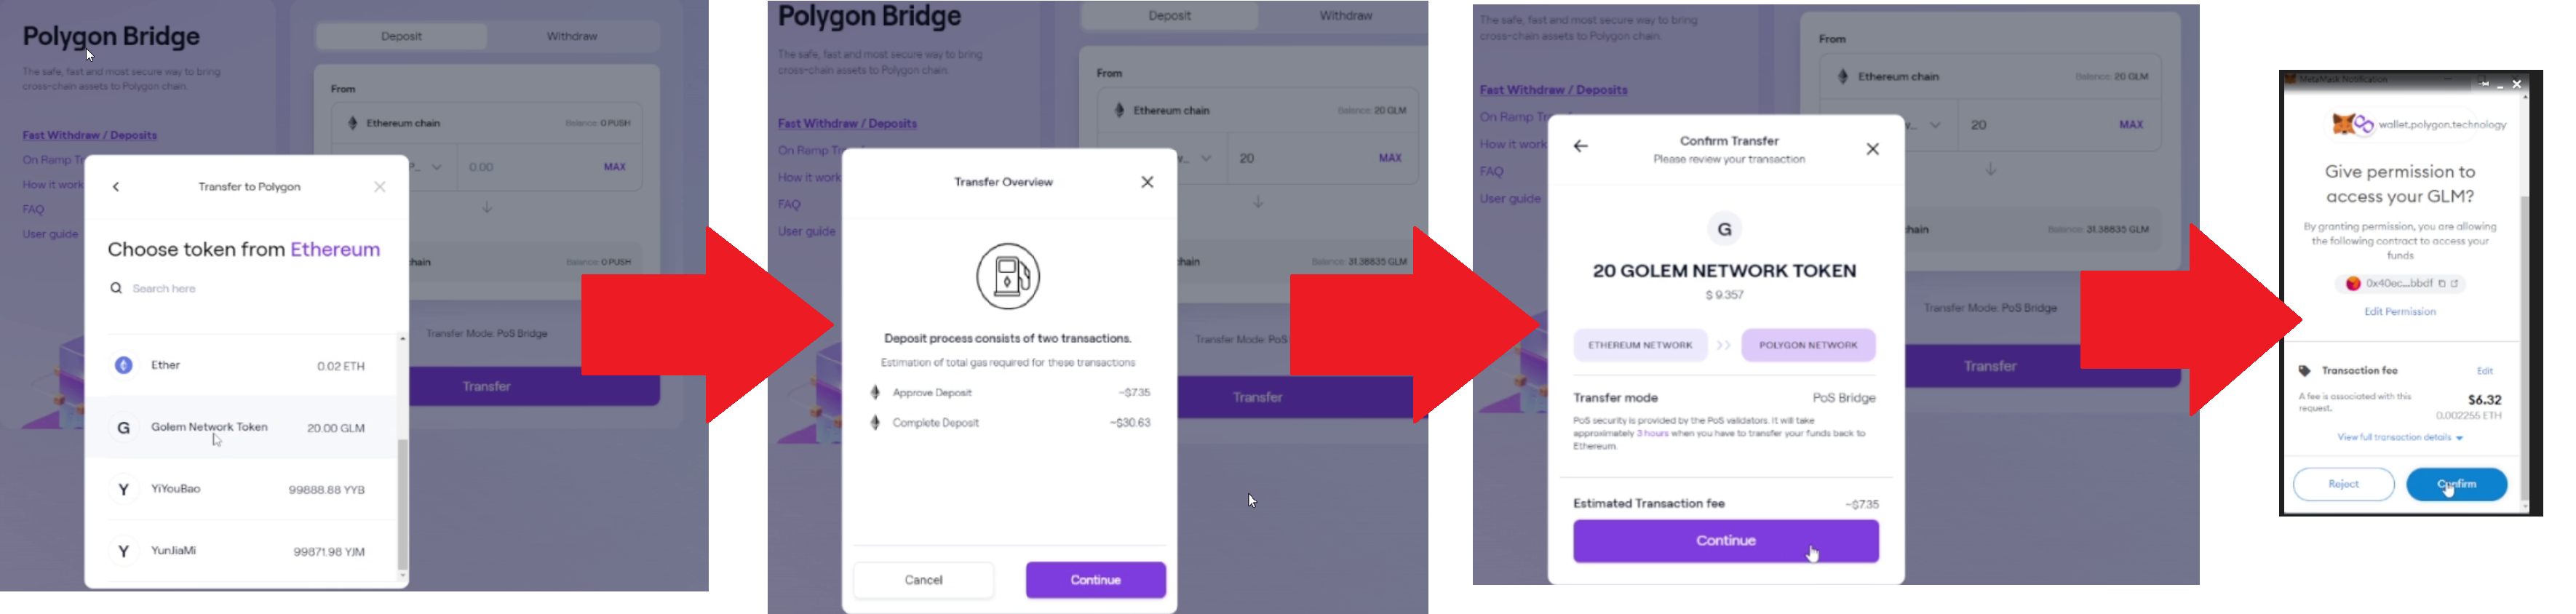 Polygon Bridge
The safe, fast and most secure way to bring
cross-chain assets to Polygon chain.
Fast Withdraw / Deposits
On Ramp Tr
How it work
FAQ
User guide
Deposit
Withdraw
From
Ethereum chain
Balance: 0 PUSH
P...
0.00
MAX
hain
Balance: 0 PUSH
Transfer Mode: PoS Bridge
Transfer
Transfer to Polygon
Choose token from Ethereum
Search here
Ether
0.02 ETH
Golem Network Token
20.00 GLM
YiYouBao
99888.88 YYB
YunJiaMi
99871.98 YJM
Polygon Bridge
The safe, fast and most secure way to bring
cross-chain assets to Polygon chain.
Fast Withdraw / Deposits
On Ramp Tr
How it work
FAQ
User guide
Deposit
Withdraw
From
Ethereum chain
Balance: 20 GLM
v...
20
MAX
hain
Balance: 31.38835 GLM
Transfer Mode: PoS
Transfer
Transfer Overview
Deposit process consists of two transactions.
Estimation of total gas required for these transactions
Approve Deposit
~$7.35
Complete Deposit
~$30.63
Cancel
Continue
The safe, fast and most secure way to bring
cross-chain assets to Polygon chain.
Fast Withdraw / Deposits
On Ramp Tr
How it work
FAQ
User guide
From
Ethereum chain
Balance: 20 GLM
v...
20
MAX
hain
Balance: 31.38835 GLM
Transfer Mode: PoS Bridge
Transfer
Confirm Transfer
Please review your transaction
G
20 GOLEM NETWORK TOKEN
$ 9.357
ETHEREUM NETWORK
POLYGON NETWORK
Transfer mode
PoS Bridge
PoS security is provided by the PoS validators. It will take
approximately 3 hours when you have to transfer your funds back to
Ethereum.
Estimated Transaction fee
~$7.35
Continue
MetaMask Notification
wallet.polygon.technology
Give permission to
access your GLM?
By granting permission, you are allowing
the following contract to access your
funds
0x40ec...bbdf
Edit Permission
Transaction fee
Edit
A fee is associated with this
request.
$6.32
0.002255 ETH
View full transaction details
Reject
Confirm